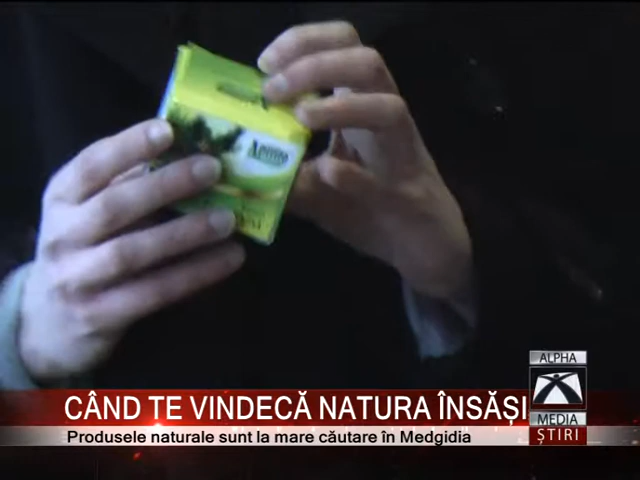 ALPHA
CÂND TE VINDECĂ NATURA ÎNSĂȘI
MEDIA
Produsele naturale sunt la mare căutare în Medgidia
ȘTIRI